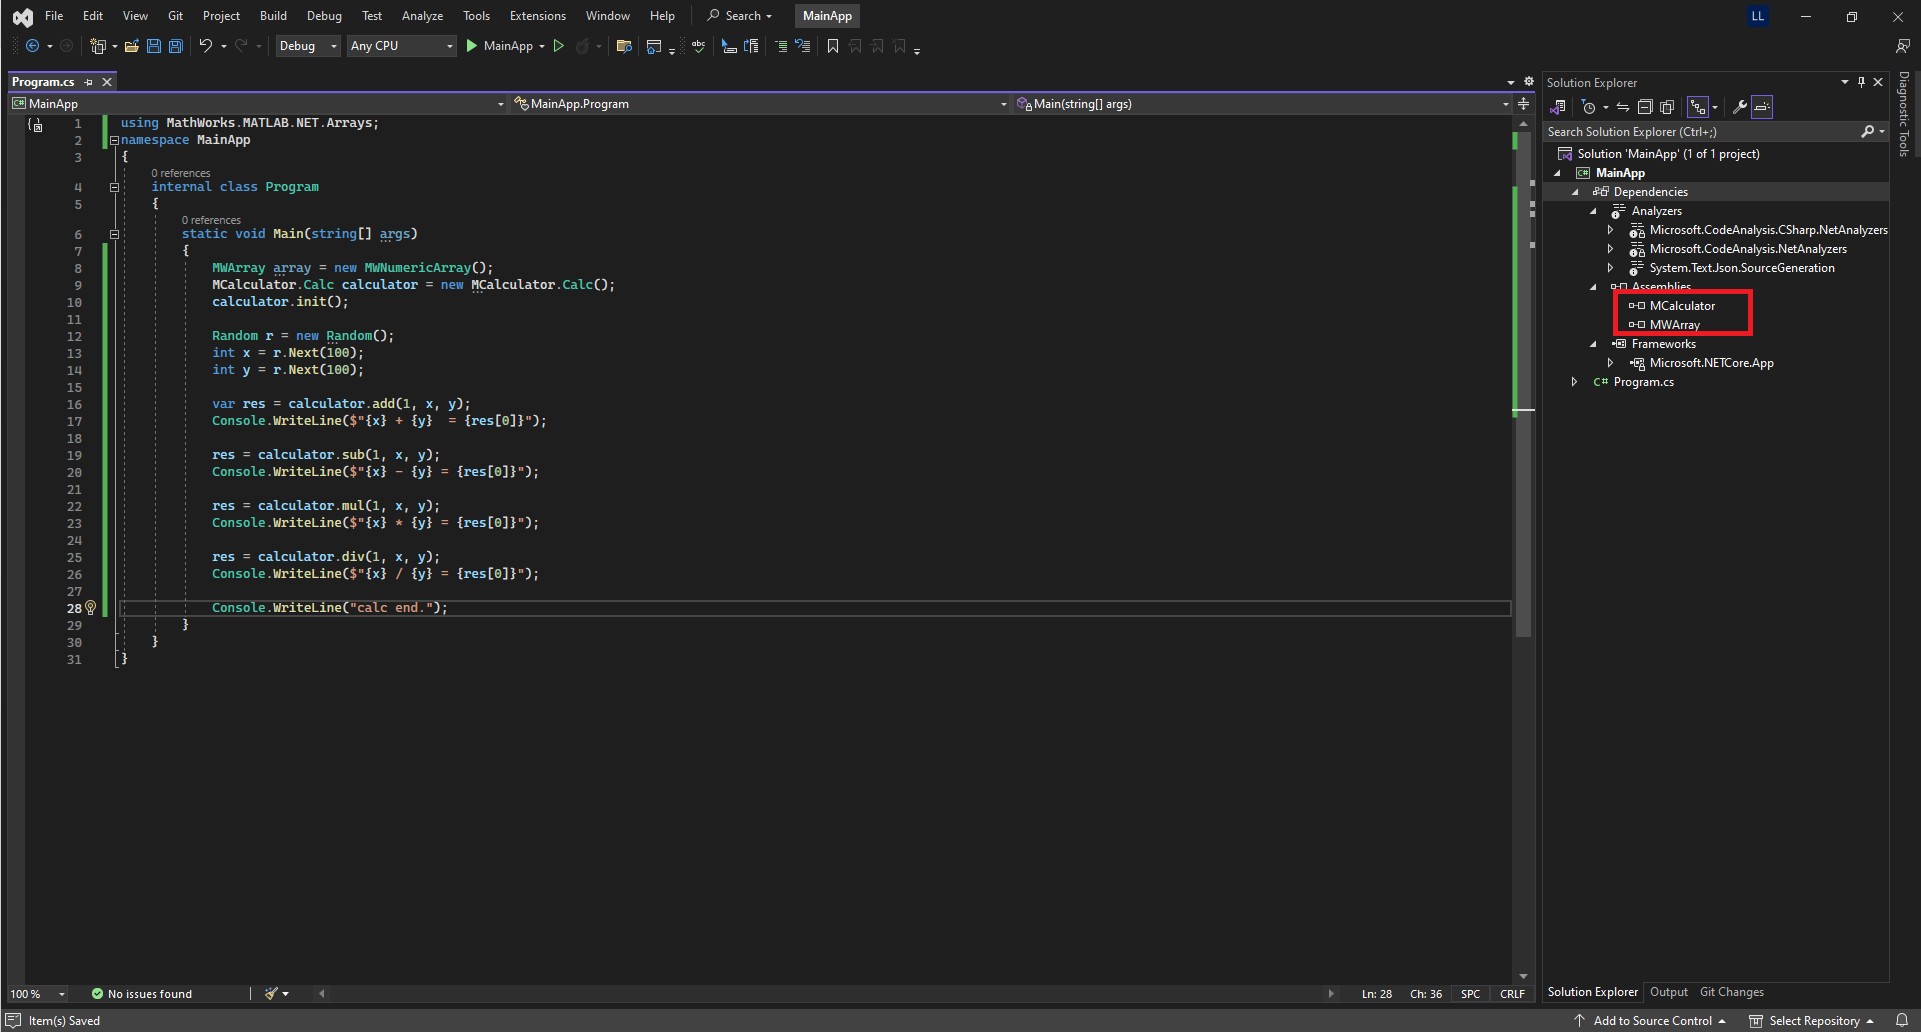 File Edit View Git Project Build Debug Test Analyze Tools Extensions Window Help Search MainApp LL
Debug Any CPU MainApp
Program.cs
MainApp MainApp.Program Main(string[] args)
1 using MathWorks.MATLAB.NET.Arrays;
2 namespace MainApp
3 {
0 references
4 internal class Program
5 {
0 references
6 static void Main(string[] args)
7 {
8 MWArray array = new MWNumericArray();
9 MCalculator.Calc calculator = new MCalculator.Calc();
10 calculator.init();
11
12 Random r = new Random();
13 int x = r.Next(100);
14 int y = r.Next(100);
15
16 var res = calculator.add(1, x, y);
17 Console.WriteLine($"{x} + {y}  = {res[0]}");
18
19 res = calculator.sub(1, x, y);
20 Console.WriteLine($"{x} - {y} = {res[0]}");
21
22 res = calculator.mul(1, x, y);
23 Console.WriteLine($"{x} * {y} = {res[0]}");
24
25 res = calculator.div(1, x, y);
26 Console.WriteLine($"{x} / {y} = {res[0]}");
27
28 Console.WriteLine("calc end.");
29 }
30 }
31 }
100 % No issues found Ln: 28 Ch: 36 SPC CRLF
Solution Explorer
Search Solution Explorer (Ctrl+;)
Solution 'MainApp' (1 of 1 project)
C# MainApp
Dependencies
Analyzers
Microsoft.CodeAnalysis.CSharp.NetAnalyzers
Microsoft.CodeAnalysis.NetAnalyzers
System.Text.Json.SourceGeneration
Assemblies
MCalculator
MWArray
Frameworks
Microsoft.NETCore.App
C# Program.cs
Solution Explorer Output Git Changes
Diagnostic Tools
Item(s) Saved Add to Source Control Select Repository